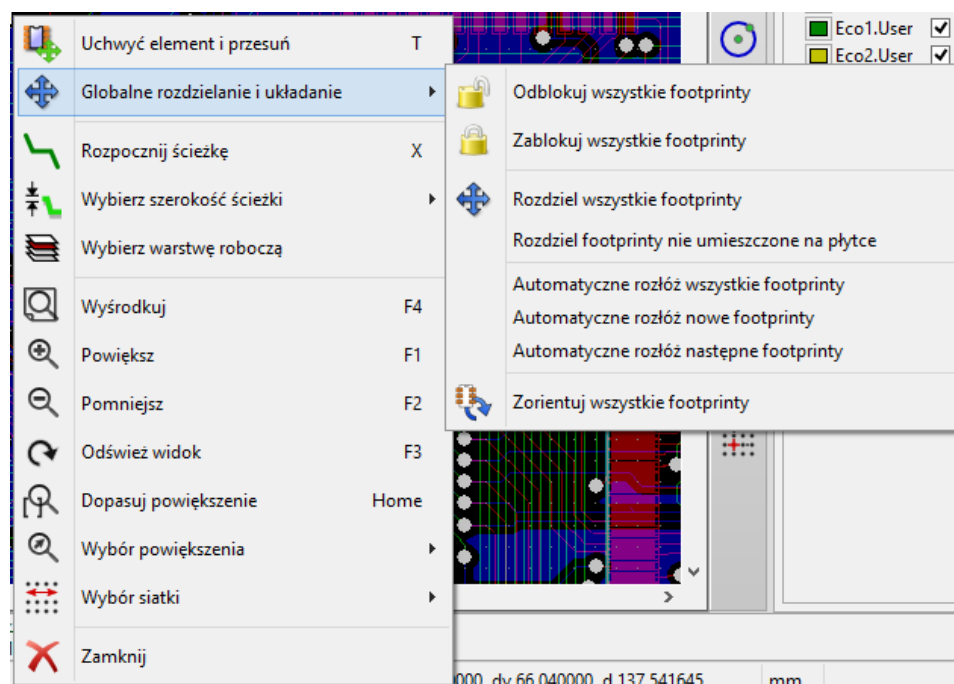 Uchwyć element i przesuń T
Globalne rozdzielanie i układanie
Rozpocznij ścieżkę X
Wybierz szerokość ścieżki
Wybierz warstwę roboczą
Wyśrodkuj F4
Powiększ F1
Pomniejsz F2
Odśwież widok F3
Dopasuj powiększenie Home
Wybór powiększenia
Wybór siatki
Zamknij
Eco1.User
Eco2.User
Odblokuj wszystkie footprinty
Zablokuj wszystkie footprinty
Rozdziel wszystkie footprinty
Rozdziel footprinty nie umieszczone na płytce
Automatyczne rozłóż wszystkie footprinty
Automatyczne rozłóż nowe footprinty
Automatyczne rozłóż następne footprinty
Zorientuj wszystkie footprinty
000 dy 66.040000 d 137.541645 mm